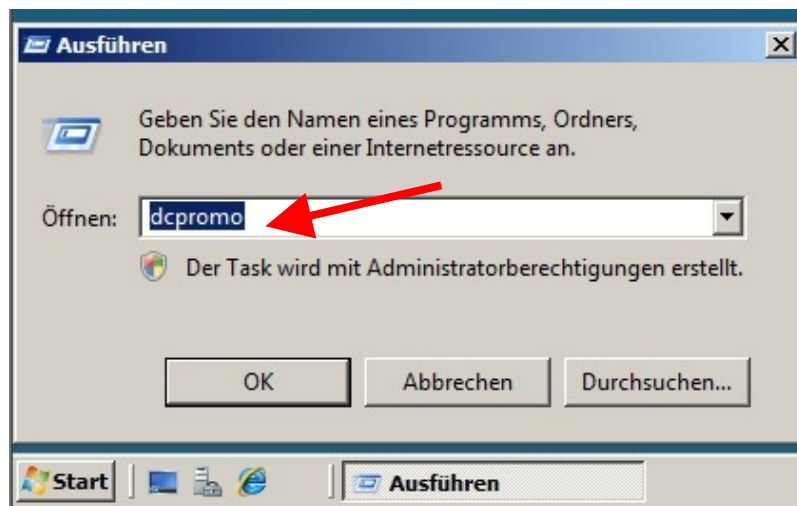 Ausführen
Geben Sie den Namen eines Programms, Ordners,
Dokuments oder einer Internetressource an.
Öffnen: dcpromo
Der Task wird mit Administratorberechtigungen erstellt.
OK Abbrechen Durchsuchen...
Start Ausführen